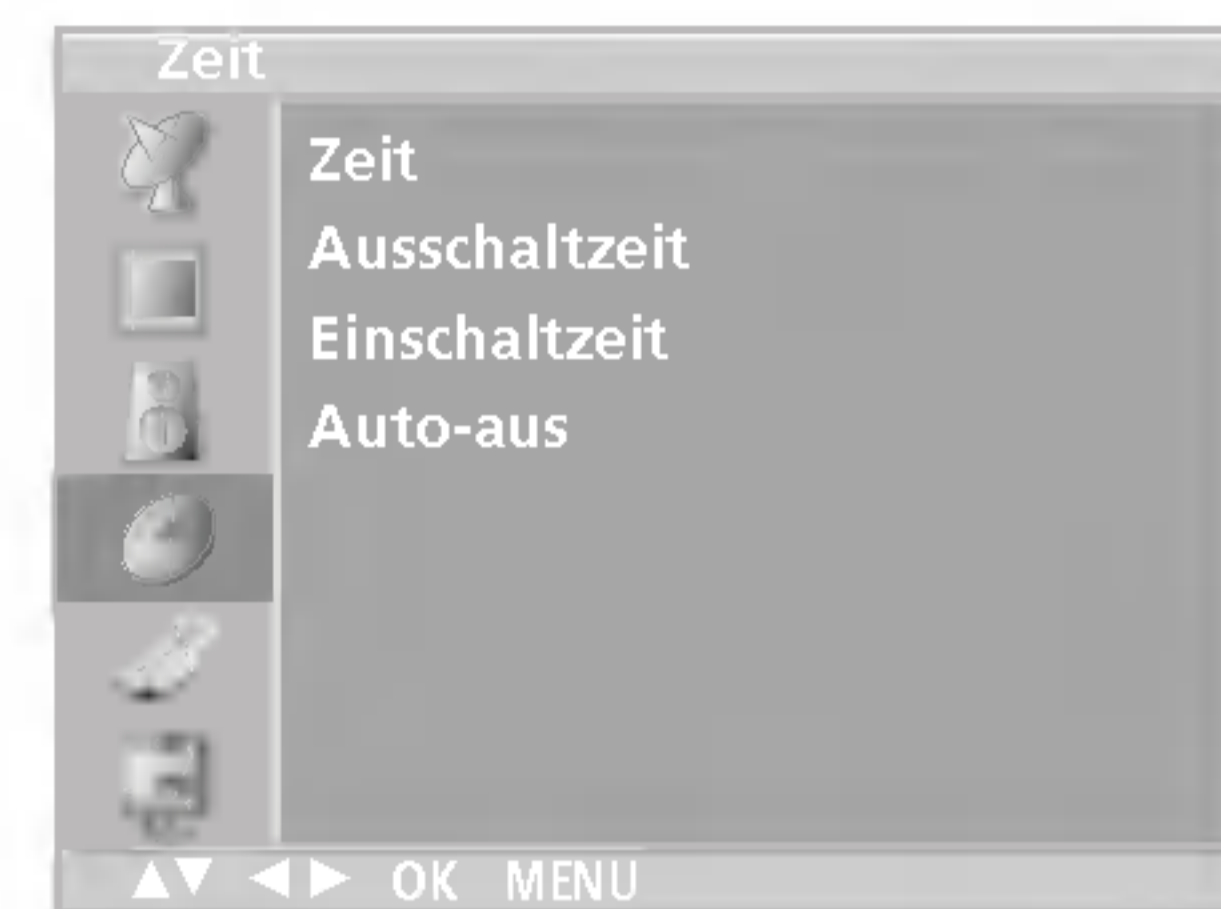 Zeit
Zeit
Ausschaltzeit
Einschaltzeit
Auto-aus
▲▼ ◀▶ OK MENU